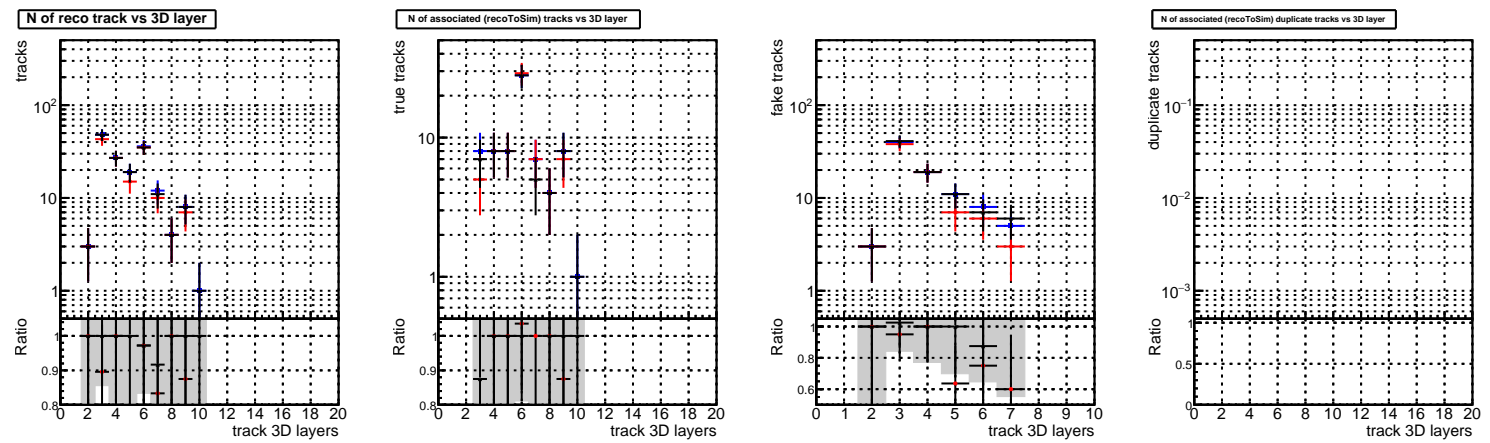 N of reco track vs 3D layer
tracks
10²
10
1
Ratio
1
0.9
0.8
0 2 4 6 8 10 12 14 16 18 20
track 3D layers
N of associated (recoToSim) tracks vs 3D layer
true tracks
10
1
Ratio
1
0.9
0.8
0 2 4 6 8 10 12 14 16 18 20
track 3D layers
fake tracks
10²
10
1
Ratio
1
0.8
0.6
0 1 2 3 4 5 6 7 8 9 10
track 3D layers
N of associated (recoToSim) duplicate tracks vs 3D layer
duplicate tracks
10⁻¹
10⁻²
10⁻³
Ratio
1
0.5
0
0 2 4 6 8 10 12 14 16 18 20
track 3D layers